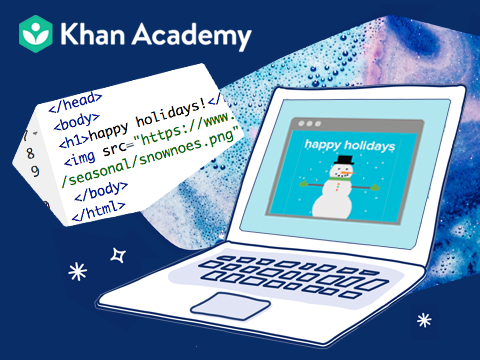 Khan Academy
</head>
<body>
<h1>happy holidays!</
<img src="https://www.
/seasonal/snownoes.png"
</body>
</html>
7
8
9
happy holidays